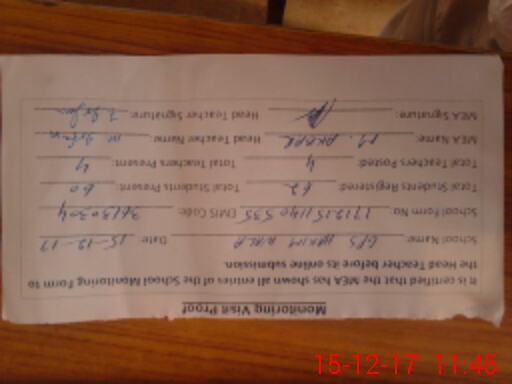 Monitoring Visit Proof
It is certified that the MEA has shown all entries of the School Monitoring Form to
the Head Teacher before its online submission.
School Name: GPS HAKIM Date: 15-12-17
School Form No: EMIS Code:
Total Students Registered: 62 Total Students Present: 60
Total Teachers Posted: 4 Total Teachers Present: 4
MEA Name: Head Teacher Name:
MEA Signature: Head Teacher Signature:
15-12-17 11:45